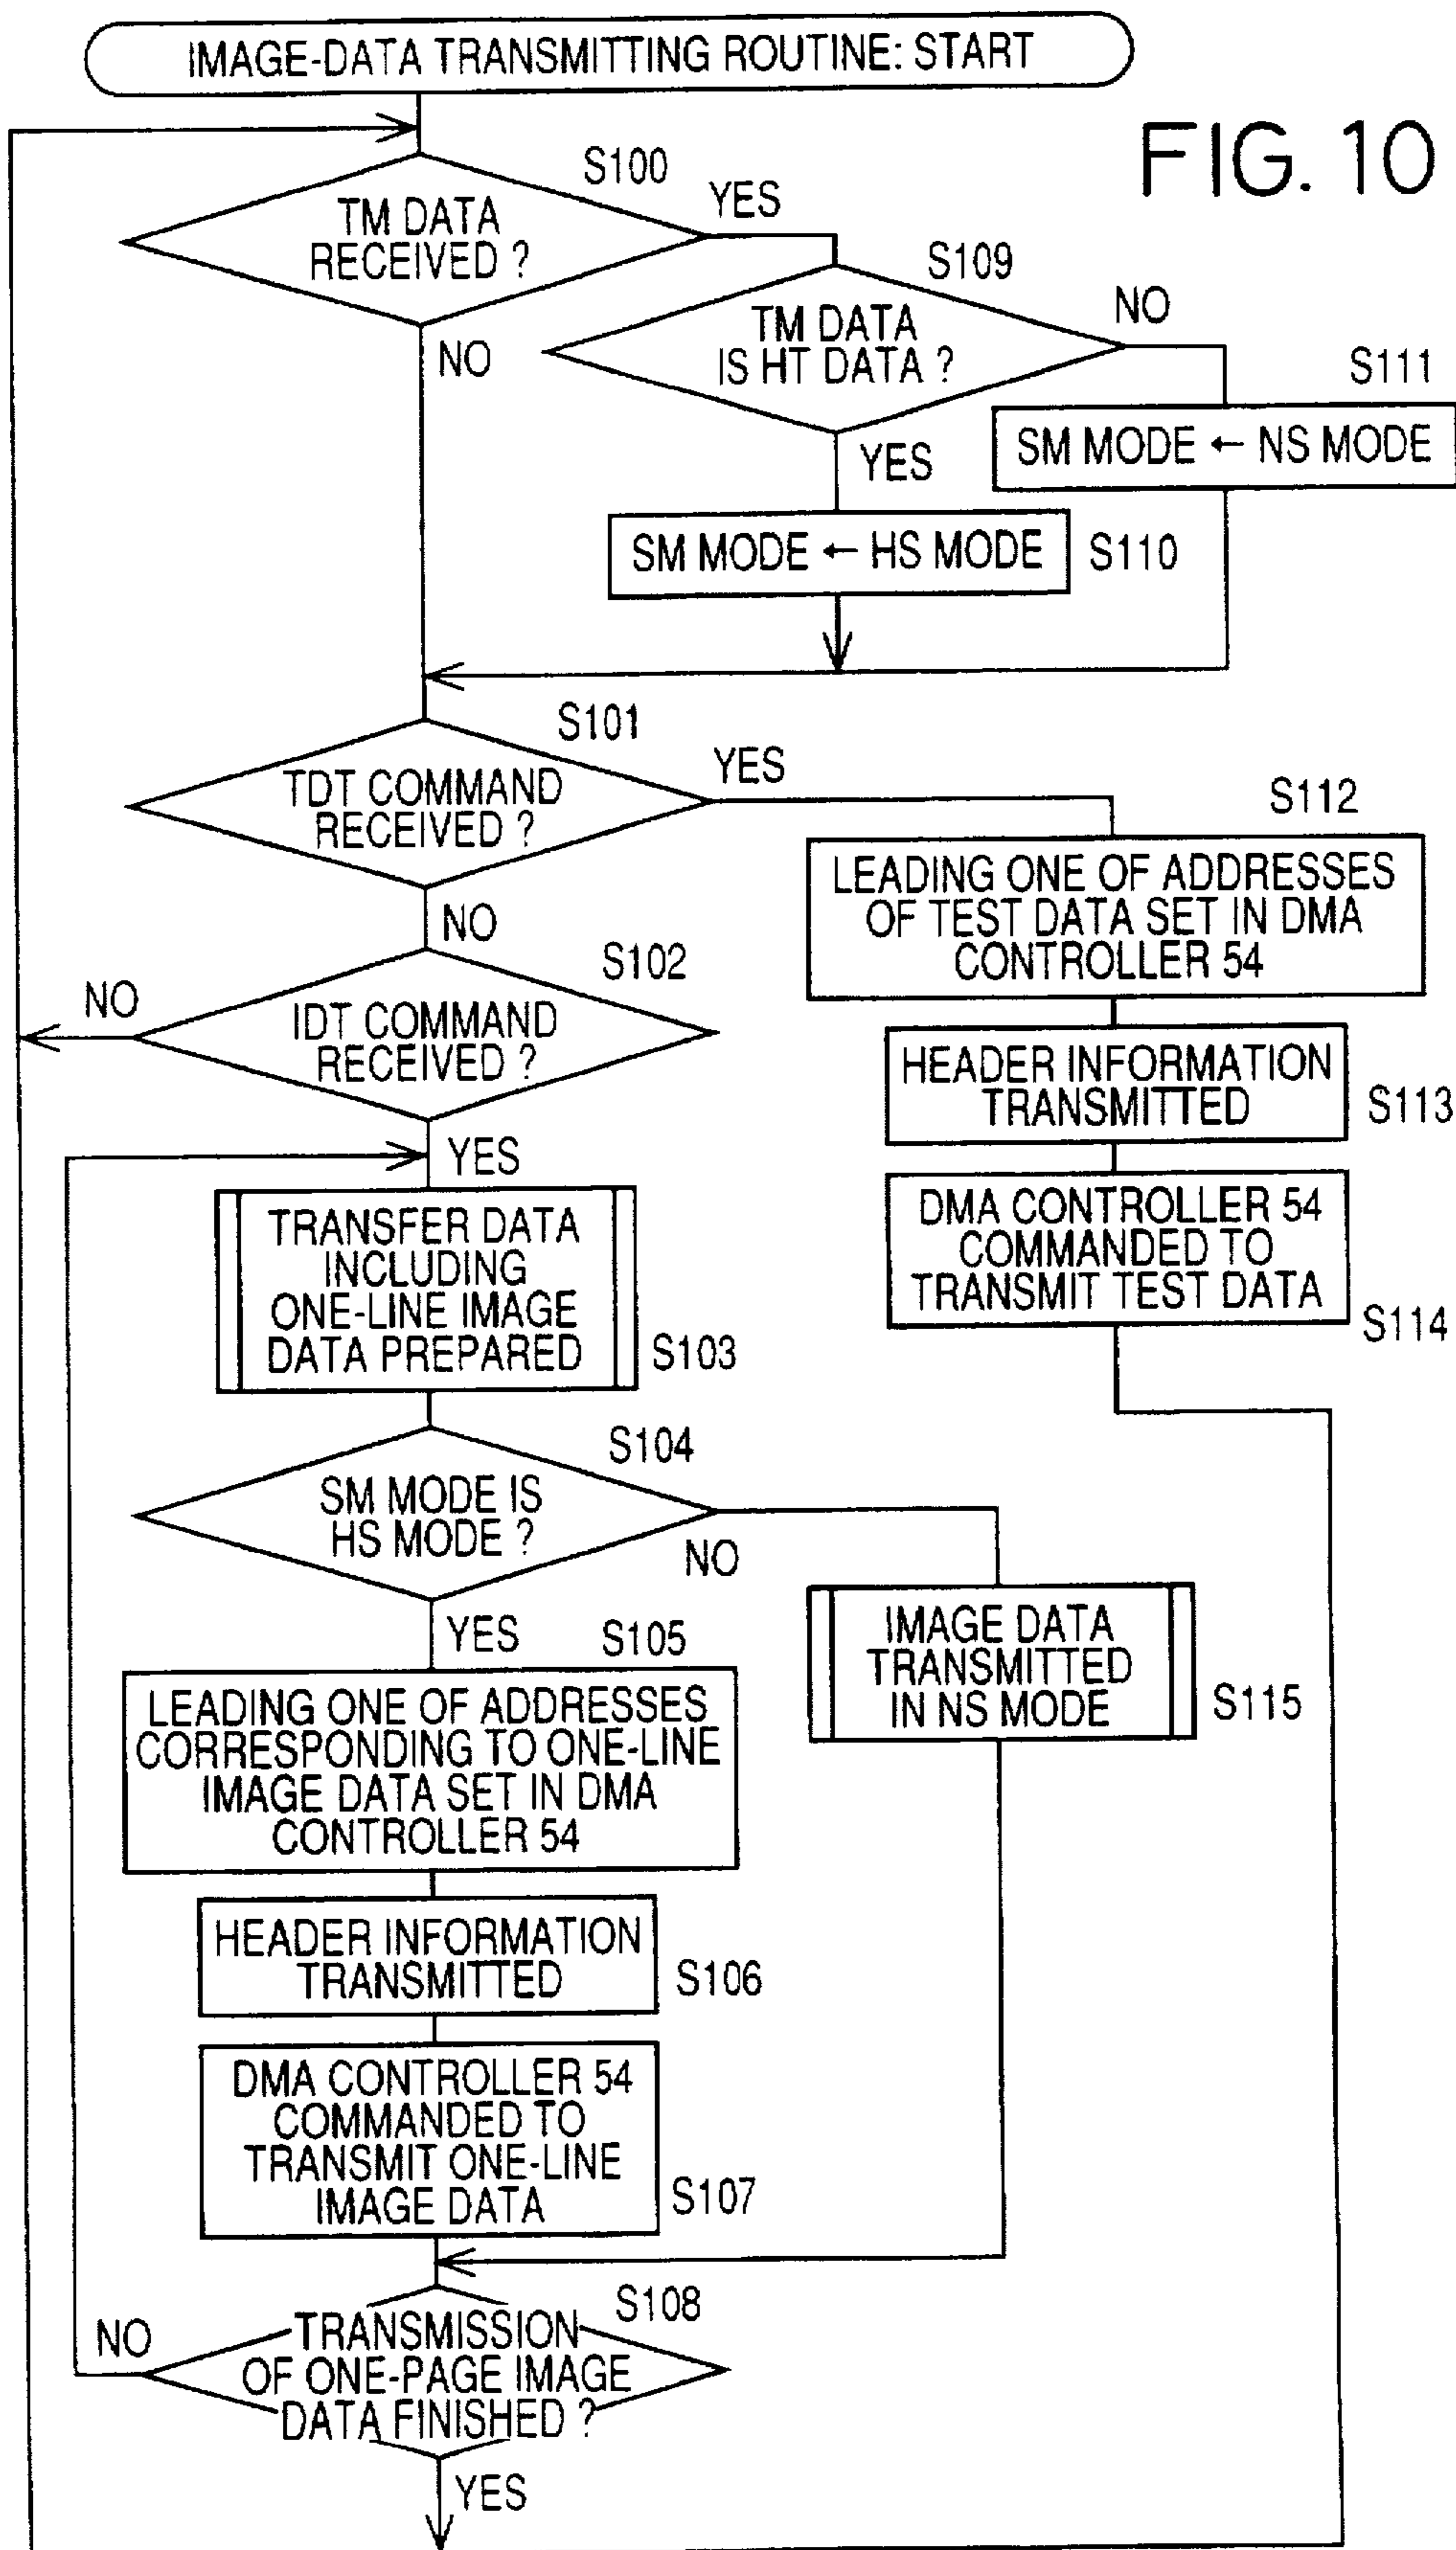 IMAGE-DATA TRANSMITTING ROUTINE: START
FIG. 10
S100
TM DATA
RECEIVED ?
YES
NO
S109
TM DATA
IS HT DATA ?
NO
YES
S111
SM MODE ← NS MODE
SM MODE ← HS MODE
S110
S101
TDT COMMAND
RECEIVED ?
YES
NO
S112
LEADING ONE OF ADDRESSES
OF TEST DATA SET IN DMA
CONTROLLER 54
S102
IDT COMMAND
RECEIVED ?
NO
YES
HEADER INFORMATION
TRANSMITTED
S113
DMA CONTROLLER 54
COMMANDED TO
TRANSMIT TEST DATA
S114
TRANSFER DATA
INCLUDING
ONE-LINE IMAGE
DATA PREPARED
S103
S104
SM MODE IS
HS MODE ?
NO
YES
S105
LEADING ONE OF ADDRESSES
CORRESPONDING TO ONE-LINE
IMAGE DATA SET IN DMA
CONTROLLER 54
IMAGE DATA
TRANSMITTED
IN NS MODE
S115
HEADER INFORMATION
TRANSMITTED
S106
DMA CONTROLLER 54
COMMANDED TO
TRANSMIT ONE-LINE
IMAGE DATA
S107
S108
TRANSMISSION
OF ONE-PAGE IMAGE
DATA FINISHED ?
NO
YES